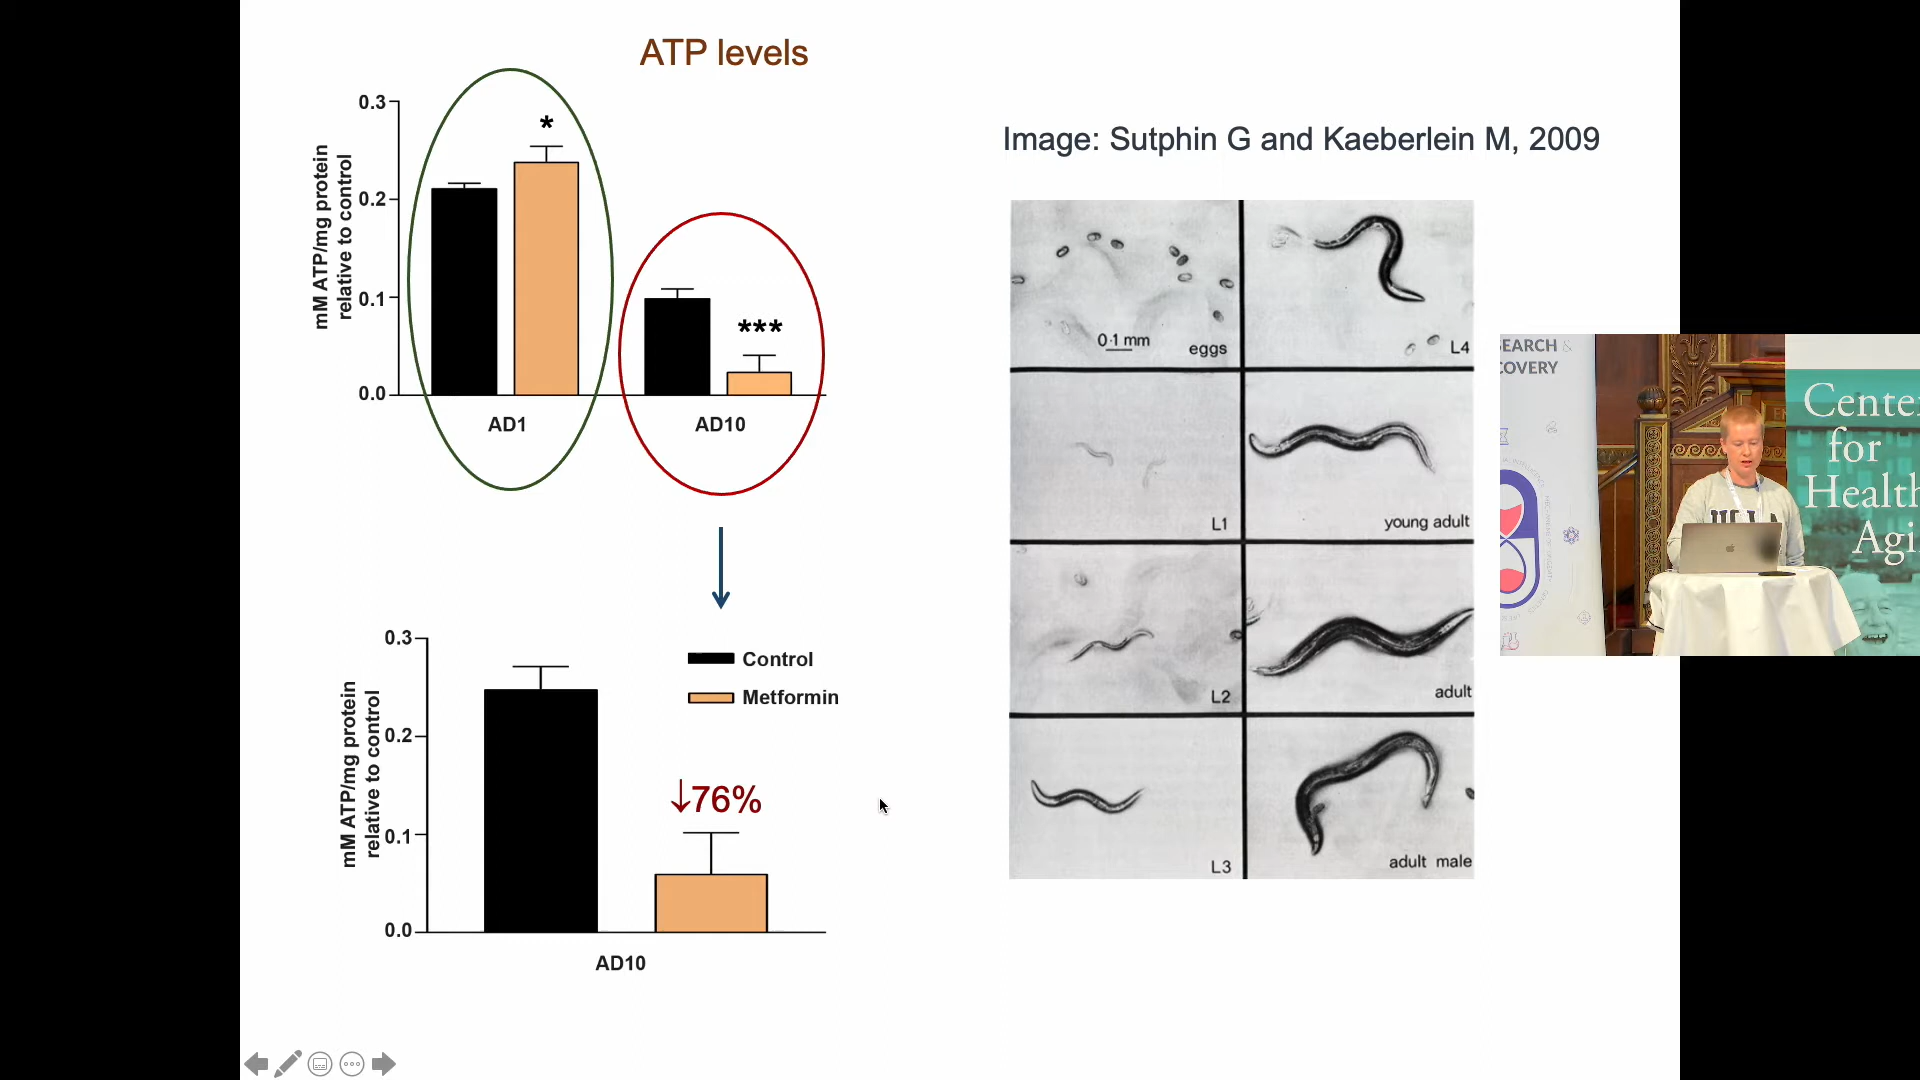 ATP levels
mM ATP/mg protein
relative to control
0.3
0.2
0.1
0.0
*
***
AD1
AD10
Image: Sutphin G and Kaeberlein M, 2009
0·1 mm
eggs
L4
L1
young adult
L2
adult
L3
adult male
mM ATP/mg protein
relative to control
0.3
0.2
0.1
0.0
Control
Metformin
↓76%
AD10
EARCH &
COVERY
Center
for
Health
Agi